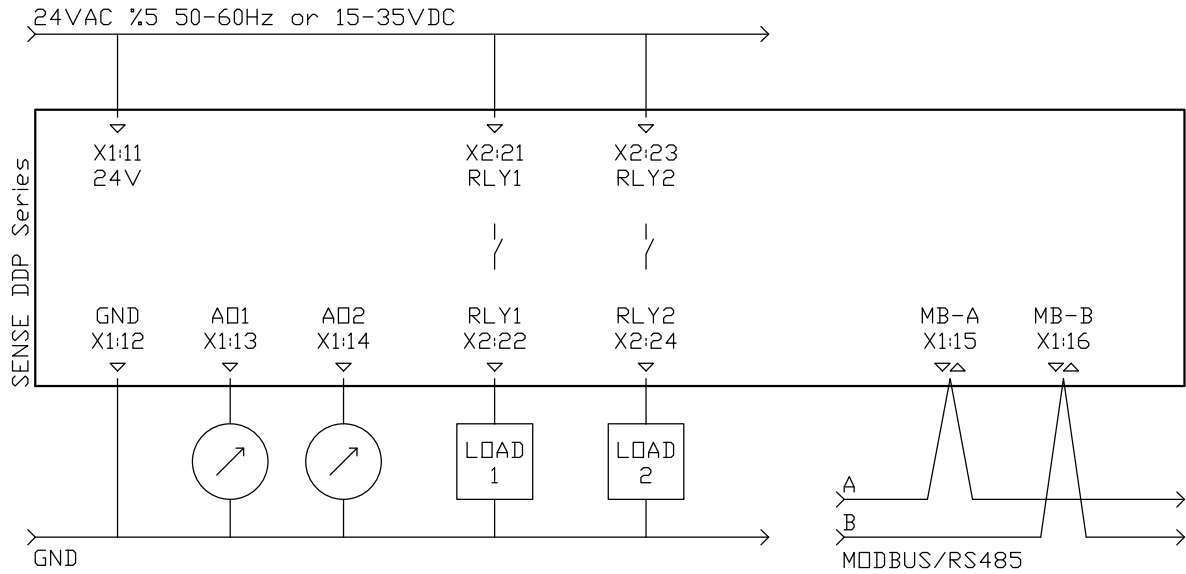 24VAC %5 50-60Hz or 15-35VDC
SENSE DDP Series
X1:11
24V
X2:21
RLY1
X2:23
RLY2
GND
X1:12
AO1
X1:13
AO2
X1:14
RLY1
X2:22
RLY2
X2:24
MB-A
X1:15
MB-B
X1:16
LOAD
1
LOAD
2
A
B
GND
MODBUS/RS485